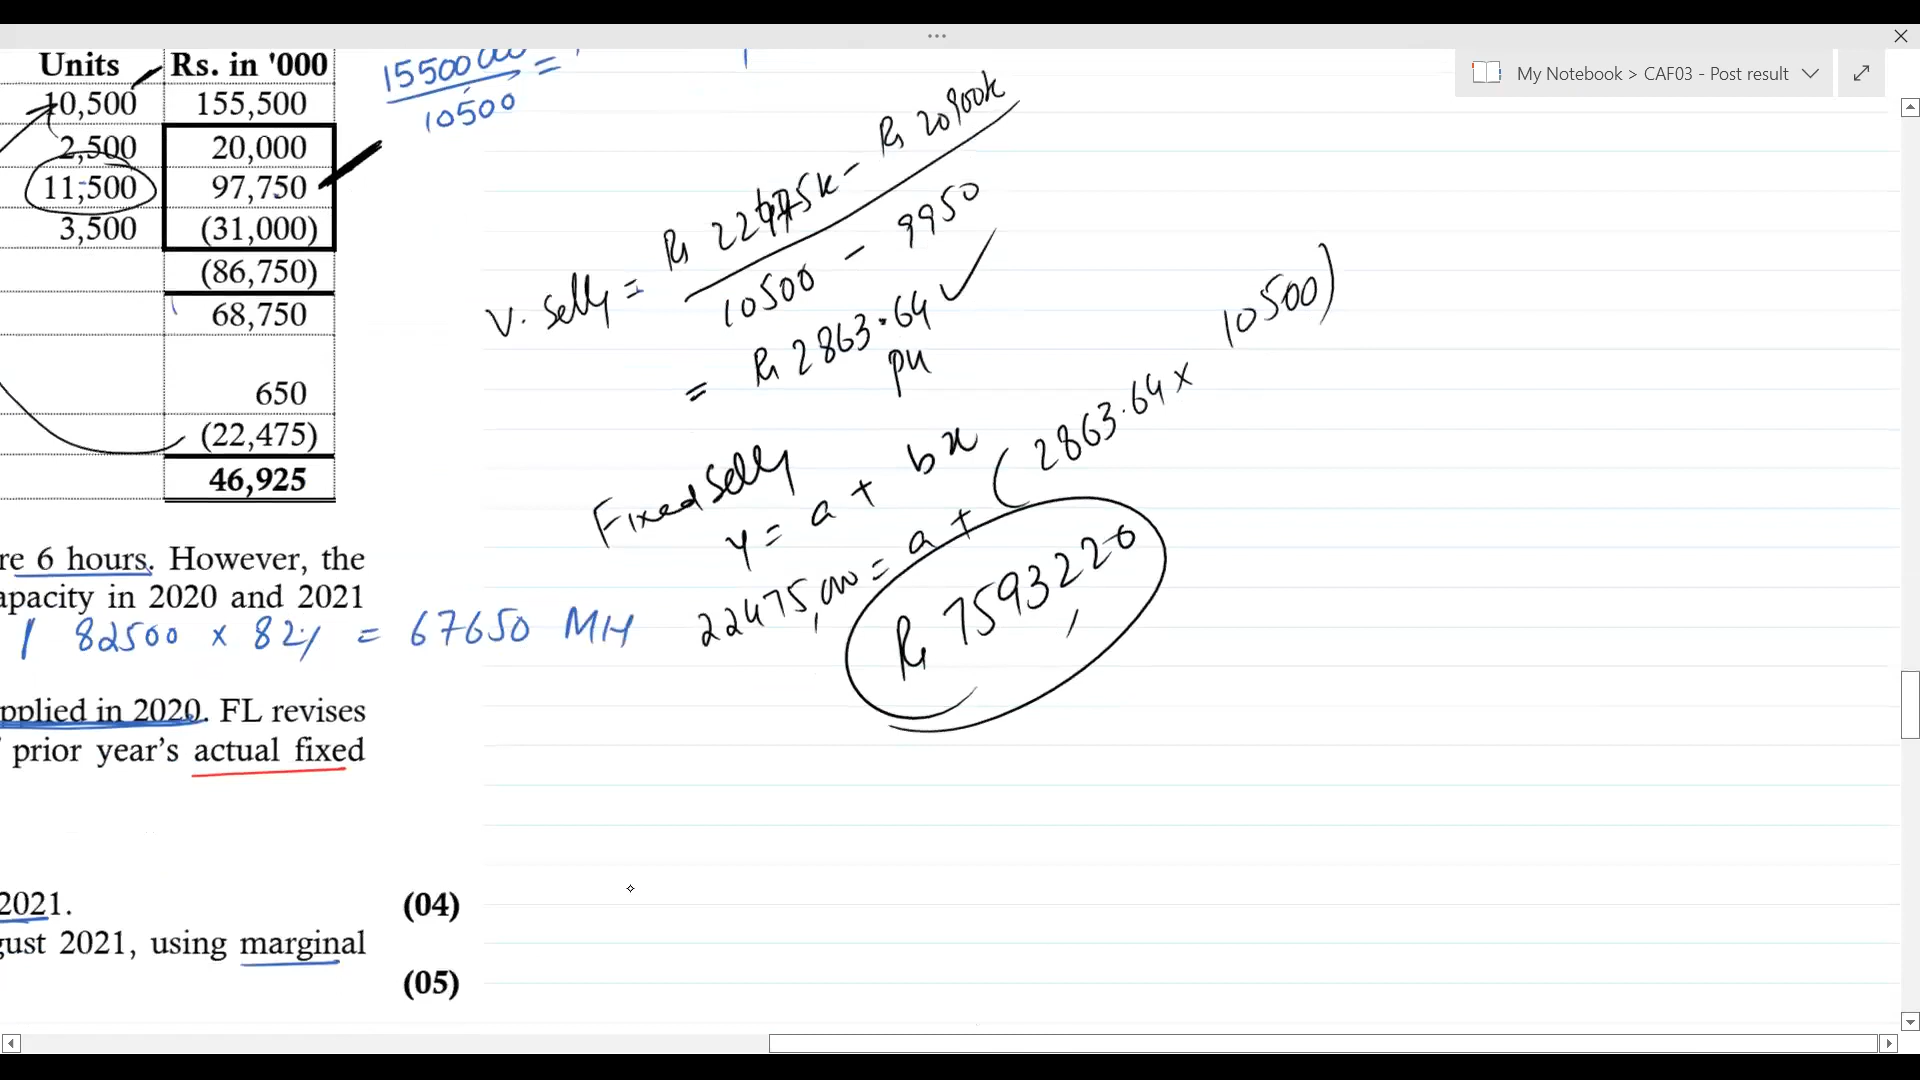 My Notebook > CAF03 - Post result
Units Rs. in '000
10,500 155,500
2,500 20,000
11,500 97,750
3,500 (31,000)
(86,750)
68,750
650
(22,475)
46,925
15500
10500
V. Selly = Rs 22475k - Rs 20900k
10500 - 9950
= Rs 2863.64 pu
Fixed Selly
y = a + bx
22475,000 = a + (2863.64 x 10500)
Rs 7593220
re 6 hours. However, the
apacity in 2020 and 2021
82500 x 82% = 67650 MH
pplied in 2020. FL revises
prior year's actual fixed
2021. (04)
gust 2021, using marginal
(05)